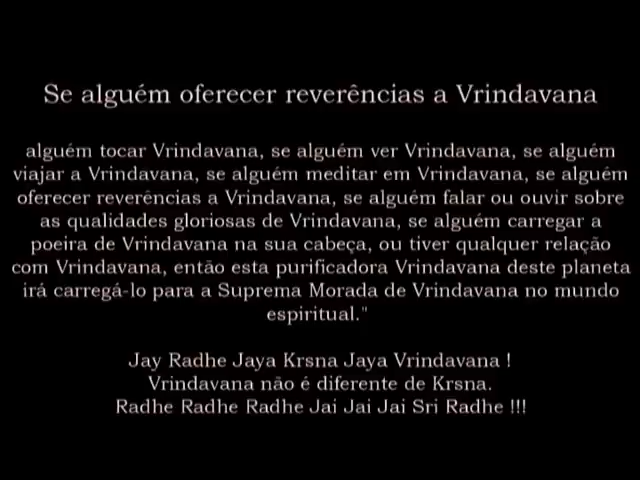 Se alguém oferecer reverências a Vrindavana
alguém tocar Vrindavana, se alguém ver Vrindavana, se alguém
viajar a Vrindavana, se alguém meditar em Vrindavana, se alguém
oferecer reverências a Vrindavana, se alguém falar ou ouvir sobre
as qualidades gloriosas de Vrindavana, se alguém carregar a
poeira de Vrindavana na sua cabeça, ou tiver qualquer relação
com Vrindavana, então esta purificadora Vrindavana deste planeta
irá carregá-lo para a Suprema Morada de Vrindavana no mundo
espiritual."
Jay Radhe Jaya Krsna Jaya Vrindavana !
Vrindavana não é diferente de Krsna.
Radhe Radhe Radhe Jai Jai Jai Sri Radhe !!!